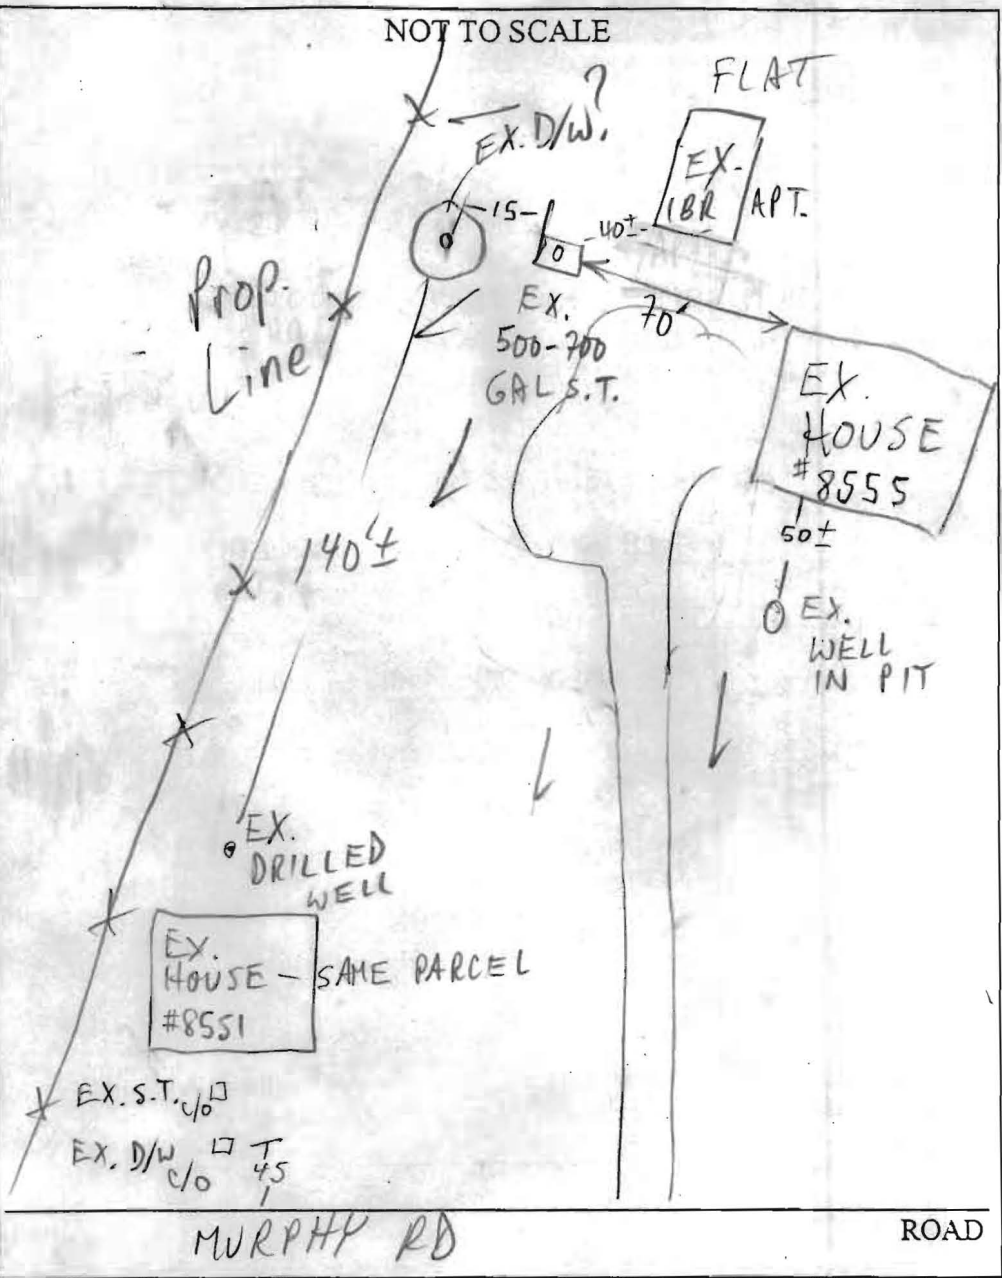 NOT TO SCALE
FLAT
?
EX. D/W.
EX.
1BR APT.
-15-
-40±-
O
O
Prop.
Line
EX.
500-700
GAL S.T.
70'
EX.
HOUSE
#8555
50±
140'±
EX.
WELL
IN PIT
EX.
DRILLED
WELL
EX.
HOUSE - SAME PARCEL
#8551
EX. S.T. c/o
EX. D/W c/o
45
MURPHY RD
ROAD